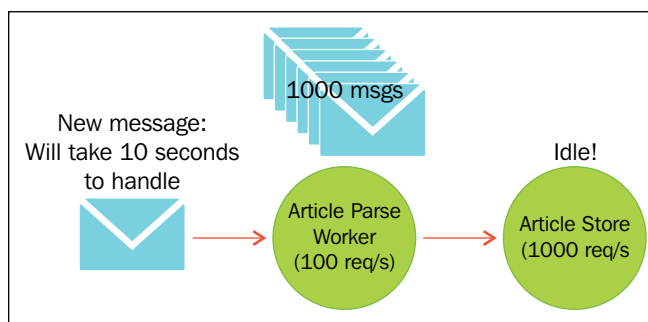 1000 msgs
New message:
Will take 10 seconds
to handle
Idle!
Article Parse
Worker
(100 req/s)
Article Store
(1000 req/s